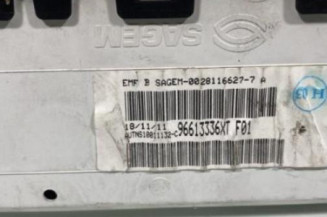 SAGEM
EMF B SAGEM-0028116627-7 A
18/11/11 96613336XT F01